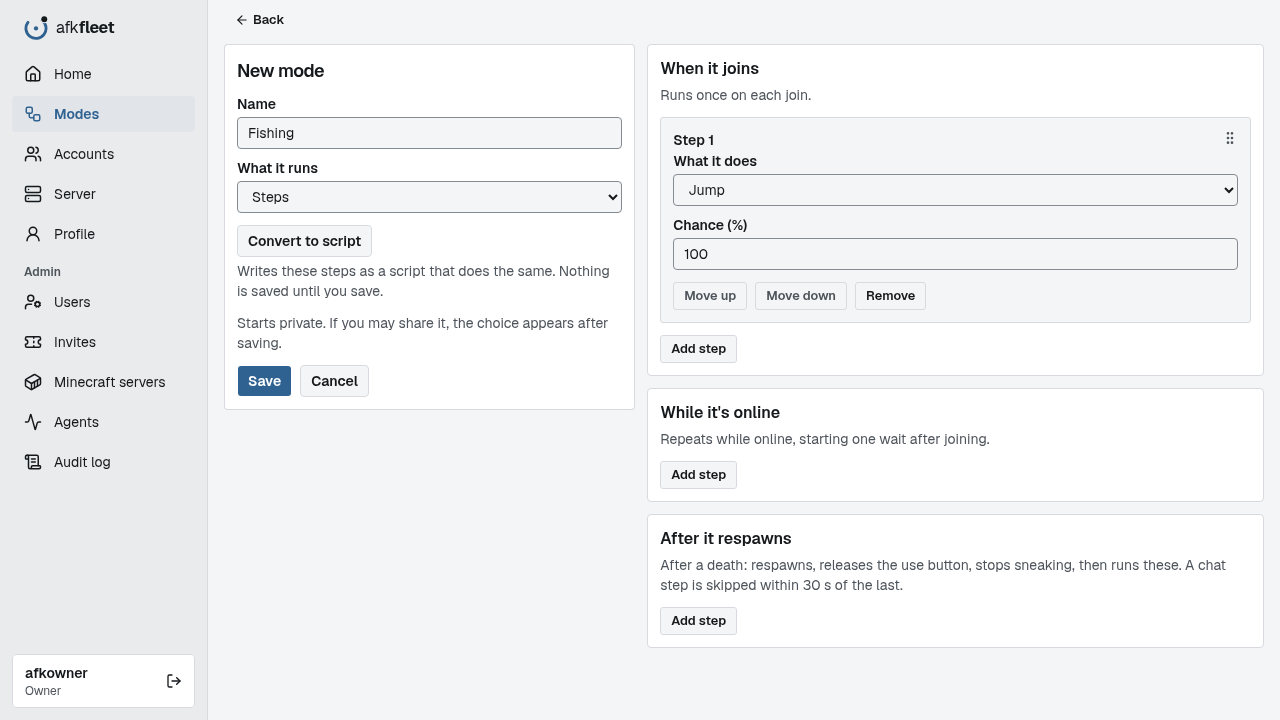 afkfleet
Home
Modes
Accounts
Server
Profile
Admin
Users
Invites
Minecraft servers
Agents
Audit log
afkowner
Owner
Back
New mode
Name
Fishing
What it runs
Steps
Convert to script
Writes these steps as a script that does the same. Nothing
is saved until you save.
Starts private. If you may share it, the choice appears after
saving.
Save
Cancel
When it joins
Runs once on each join.
Step 1
What it does
Jump
Chance (%)
100
Move up
Move down
Remove
Add step
While it's online
Repeats while online, starting one wait after joining.
Add step
After it respawns
After a death: respawns, releases the use button, stops sneaking, then runs these. A chat
step is skipped within 30 s of the last.
Add step